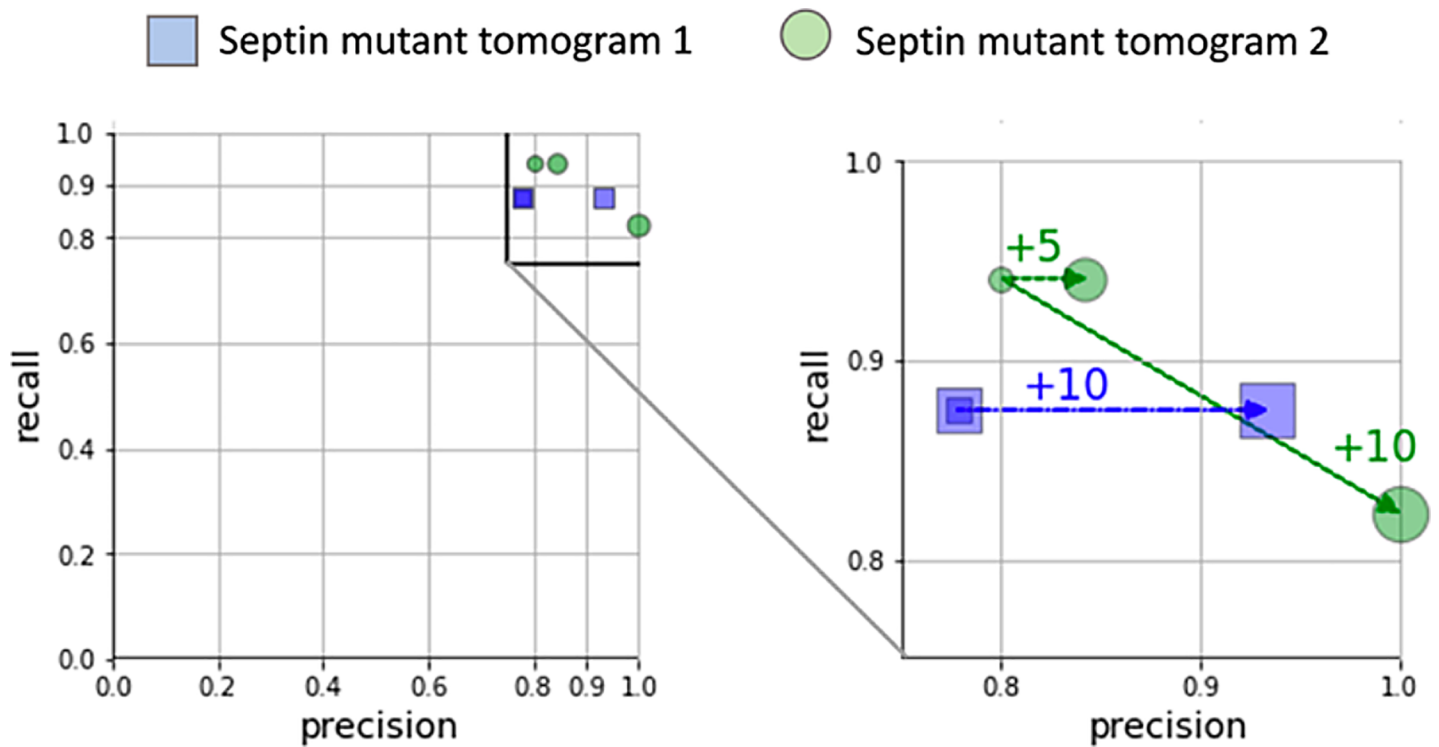 Septin mutant tomogram 1
Septin mutant tomogram 2
1.0
0.9
0.8
0.6
0.4
0.2
0.0
recall
0.0 0.2 0.4 0.6 0.8 0.9 1.0
precision
1.0
0.9
0.8
recall
+5
+10
+10
0.8 0.9 1.0
precision